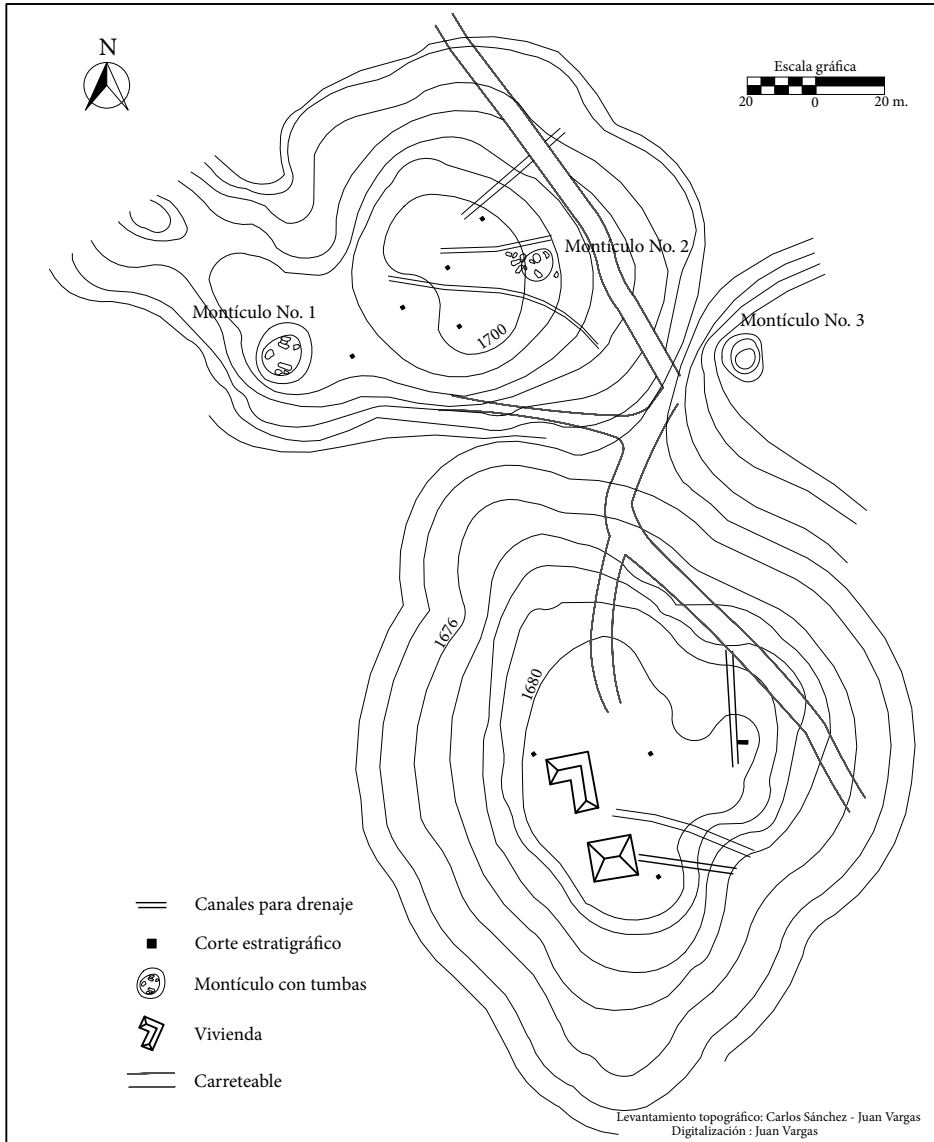 N
Escala gráfica
20 0 20 m.
Montículo No. 2
Montículo No. 1
Montículo No. 3
1700
1676
1680
Canales para drenaje
Corte estratigráfico
Montículo con tumbas
Vivienda
Carreteable
Levantamiento topográfico: Carlos Sánchez - Juan Vargas
Digitalización : Juan Vargas